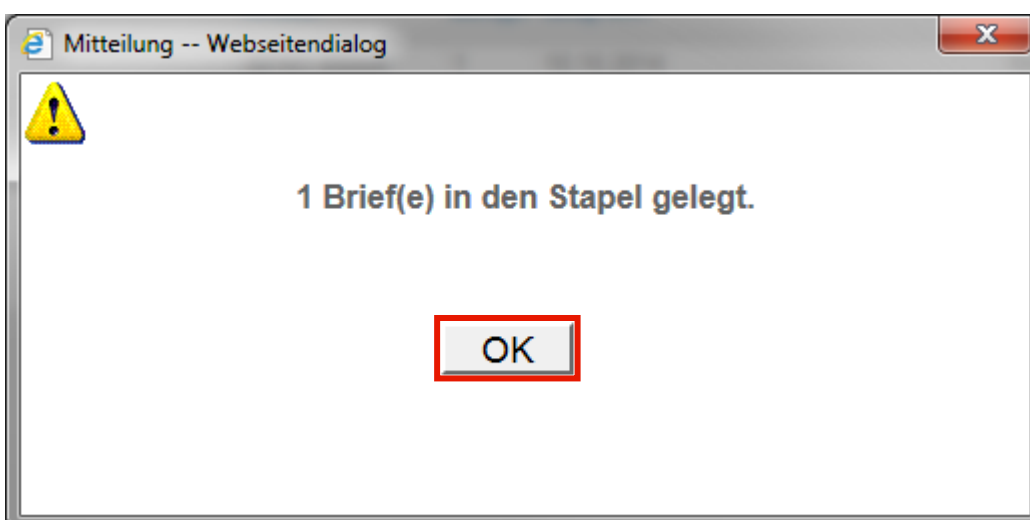 Mitteilung -- Webseitendialog
1 Brief(e) in den Stapel gelegt.
OK